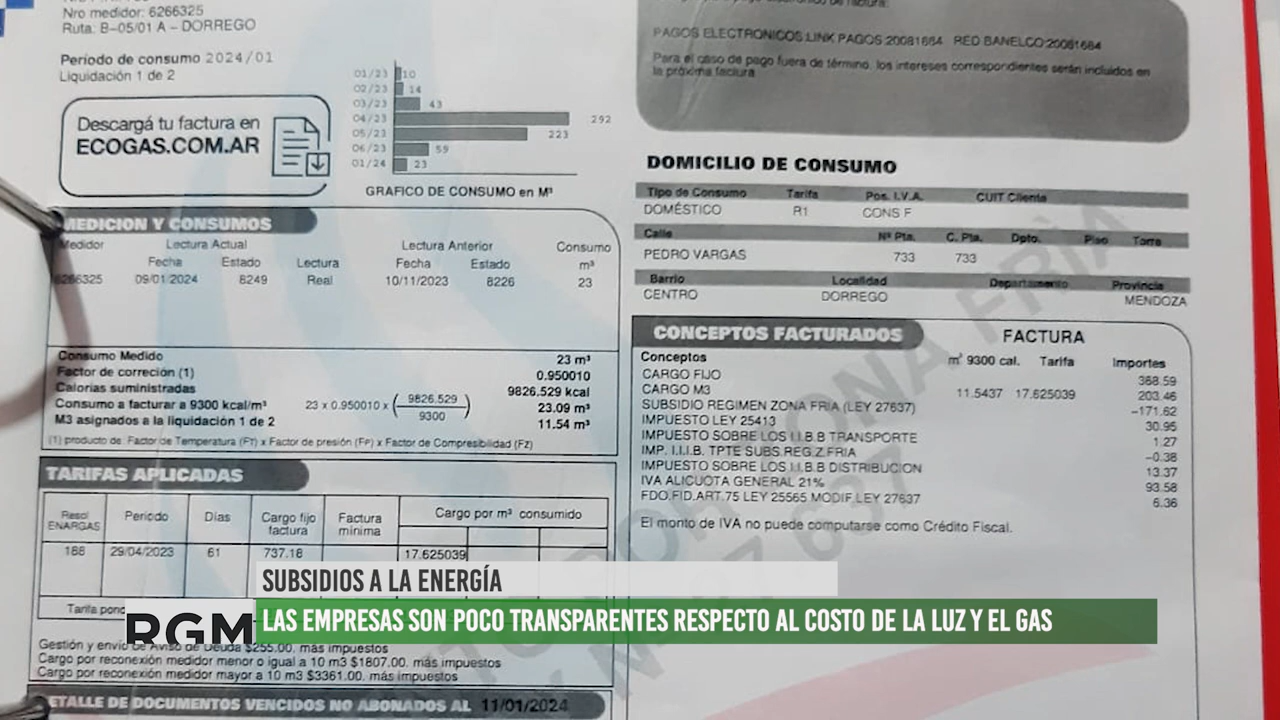 Nro medidor: 6266325
Ruta: B-05/01 A - DORREGO
Período de consumo 2024/01
Liquidación 1 de 2
Descargá tu factura en
ECOGAS.COM.AR
01/23 10
02/23 14
03/23 43
04/23 292
05/23 223
06/23 59
01/24 23
GRAFICO DE CONSUMO en M³
MEDICION Y CONSUMOS
Medidor Lectura Actual Lectura Anterior Consumo
Fecha Estado Lectura Fecha Estado m³
6266325 09/01/2024 8249 Real 10/11/2023 8226 23
Consumo Medido 23 m³
Factor de correción (1) 0.950010
Calorías suministradas 9826.529 kcal
Consumo a facturar a 9300 kcal/m³ 23 x 0.950010 x ( 9826.529 / 9300 ) 23.09 m³
M3 asignados a la liquidación 1 de 2 11.54 m³
(1) producto de: Factor de Temperatura (FT) x Factor de presión (FP) x Factor de Compresibilidad (FZ)
TARIFAS APLICADAS
Resol ENARGAS Periodo Días Cargo fijo factura Factura mínima Cargo por m³ consumido
188 29/04/2023 61 737.18 17.625039
Tarifa
Gestión y envío de Aviso de Deuda $255.00. más impuestos
Cargo por reconexión medidor menor o igual a 10 m3 $1807.00. más impuestos
Cargo por reconexión medidor mayor a 10 m3 $3361.00. más impuestos
ETALLE DE DOCUMENTOS VENCIDOS NO ABONADOS AL 11/01/2024
PAGOS ELECTRONICOS:LINK PAGOS:20081684 RED BANELCO:20081684
Para el caso de pago fuera de término, los intereses correspondientes serán incluidos en
la próxima factura
DOMICILIO DE CONSUMO
Tipo de Consumo Tarifa Pos. I.V.A. CUIT Cliente
DOMÉSTICO R1 CONS F
Calle Nº Pta. C. Pta. Dpto. Piso Torre
PEDRO VARGAS 733 733
Barrio Localidad Departamento Provincia
CENTRO DORREGO MENDOZA
CONCEPTOS FACTURADOS FACTURA
Conceptos m³ 9300 cal. Tarifa Importes
CARGO FIJO 368.59
CARGO M3 11.5437 17.625039 203.46
SUBSIDIO REGIMEN ZONA FRIA (LEY 27637) -171.62
IMPUESTO LEY 25413 30.95
IMPUESTO SOBRE LOS I.I.B.B TRANSPORTE 1.27
IMP. I.I.I.B. TPTE SUBS.REG.Z.FRIA -0.38
IMPUESTO SOBRE LOS I.I.B.B DISTRIBUCION 13.37
IVA ALICUOTA GENERAL 21% 93.58
FDO.FID.ART.75 LEY 25565 MODIF.LEY 27637 6.36
El monto de IVA no puede computarse como Crédito Fiscal.
ZONA FRÍA
SUBSIDIOS A LA ENERGÍA
RGM
LAS EMPRESAS SON POCO TRANSPARENTES RESPECTO AL COSTO DE LA LUZ Y EL GAS